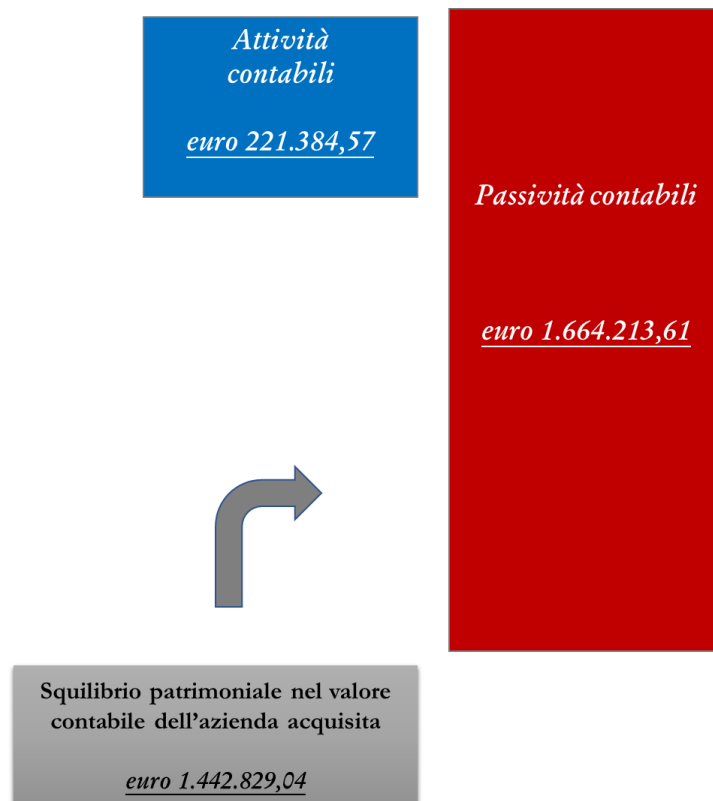 Attività
contabili
euro 221.384,57
Passività contabili
euro 1.664.213,61
Squilibrio patrimoniale nel valore
contabile dell’azienda acquisita
euro 1.442.829,04